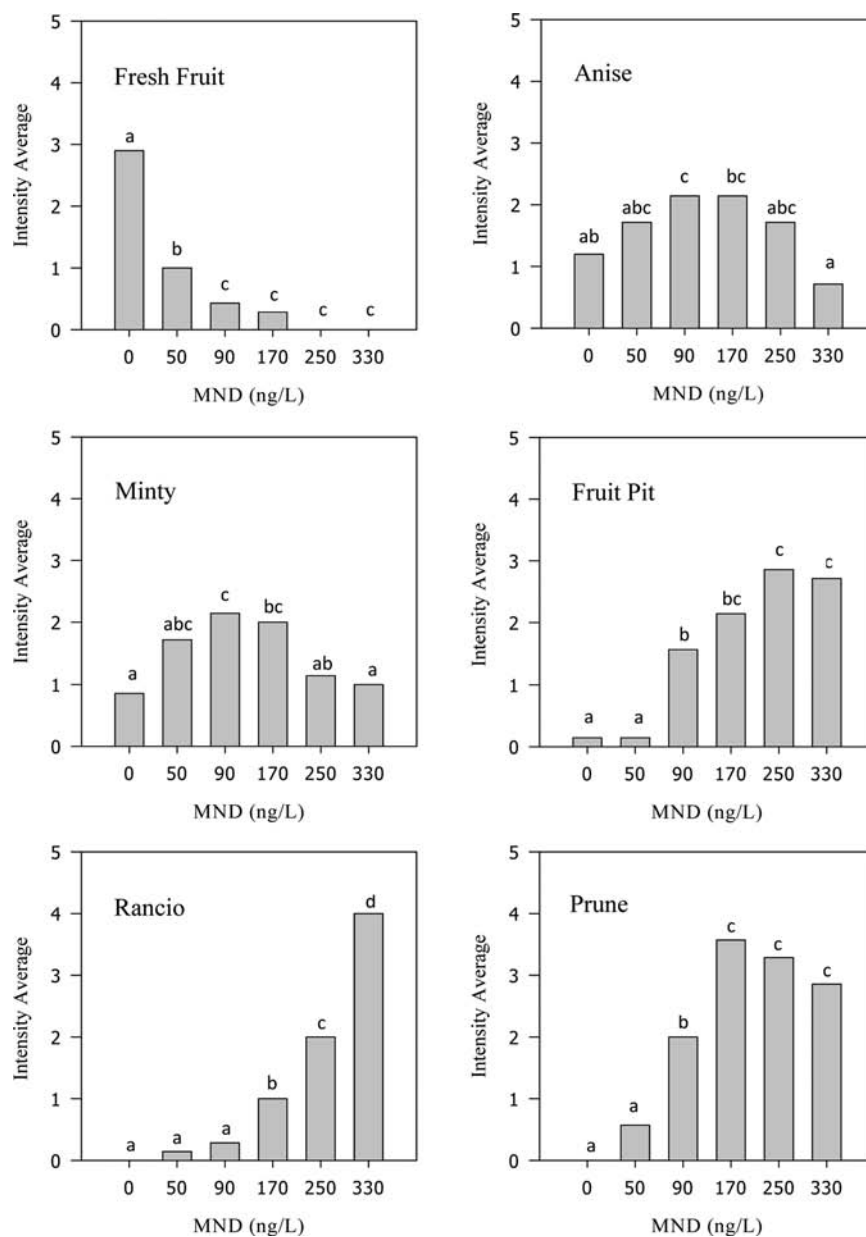 5
4
3
2
1
0
Intensity Average
Fresh Fruit
a
b
c
c
c
c
0 50 90 170 250 330
MND (ng/L)
5
4
3
2
1
0
Intensity Average
Anise
ab
abc
c
bc
abc
a
0 50 90 170 250 330
MND (ng/L)
5
4
3
2
1
0
Intensity Average
Minty
a
abc
c
bc
ab
a
0 50 90 170 250 330
MND (ng/L)
5
4
3
2
1
0
Intensity Average
Fruit Pit
a
a
b
bc
c
c
0 50 90 170 250 330
MND (ng/L)
5
4
3
2
1
0
Intensity Average
Rancio
a
a
a
b
c
d
0 50 90 170 250 330
MND (ng/L)
5
4
3
2
1
0
Intensity Average
Prune
a
a
b
c
c
c
0 50 90 170 250 330
MND (ng/L)